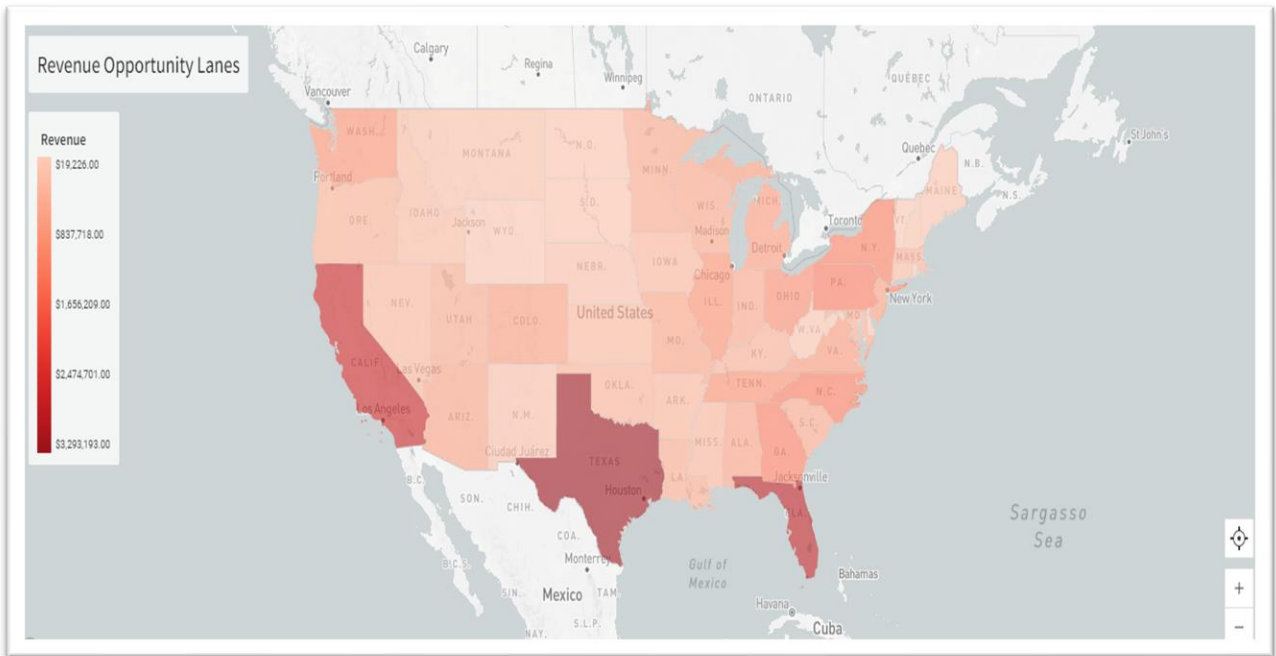 Revenue Opportunity Lanes
Revenue
$19,226.00
$837,718.00
$1,656,209.00
$2,474,701.00
$3,293,193.00
Calgary
Regina
Winnipeg
Vancouver
ONTARIO
QUÉBEC
St John's
Quebec
N.B.
N.S.
WASH.
MONTANA
N.D.
MINN.
Portland
ORE.
IDAHO
Jackson
WYO.
S.D.
WIS.
Madison
MICH.
Detroit
Toronto
MAINE
VT.
N.Y.
MASS.
NEBR.
IOWA
Chicago
New York
NEV.
UTAH
COLO.
United States
ILL.
IND.
OHIO
PA.
MD.
W.VA.
VA.
MO.
KY.
CALIF.
Las Vegas
Los Angeles
ARIZ.
N.M.
OKLA.
ARK.
TENN.
N.C.
S.C.
MISS.
ALA.
GA.
Ciudad Juárez
TEXAS
Houston
LA.
Jacksonville
FLA.
B.C.
SON.
CHIH.
COA.
B.C.S.
Monterrey
SIN.
Mexico
TAM.
S.L.P.
NAY.
Gulf of
Mexico
Bahamas
Havana
Cuba
Sargasso
Sea
+
−